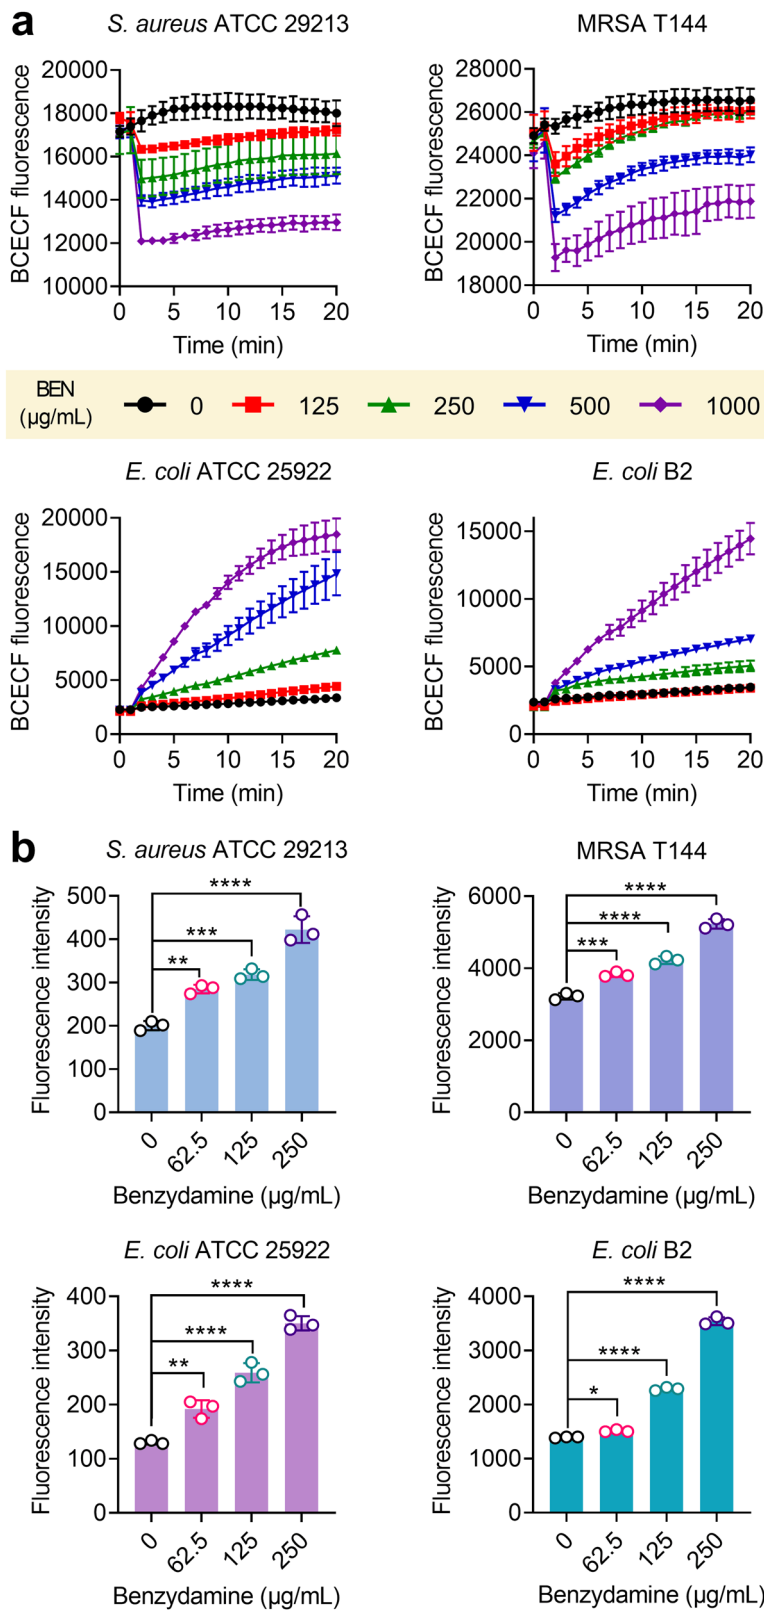 a
S. aureus ATCC 29213
MRSA T144
BCECF fluorescence
20000
18000
16000
14000
12000
10000
0 5 10 15 20
Time (min)
BCECF fluorescence
28000
26000
24000
22000
20000
18000
0 5 10 15 20
Time (min)
BEN
(µg/mL)
0 125 250 500 1000
E. coli ATCC 25922
E. coli B2
BCECF fluorescence
20000
15000
10000
5000
0
0 5 10 15 20
Time (min)
BCECF fluorescence
15000
10000
5000
0
0 5 10 15 20
Time (min)
b
S. aureus ATCC 29213
MRSA T144
Fluorescence intensity
500
400
300
200
100
0
****
***
**
0 62.5 125 250
Benzydamine (µg/mL)
Fluorescence intensity
6000
4000
2000
0
****
****
***
0 62.5 125 250
Benzydamine (µg/mL)
E. coli ATCC 25922
E. coli B2
Fluorescence intensity
400
300
200
100
0
****
****
**
0 62.5 125 250
Benzydamine (µg/mL)
Fluorescence intensity
4000
3000
2000
1000
0
****
****
*
0 62.5 125 250
Benzydamine (µg/mL)